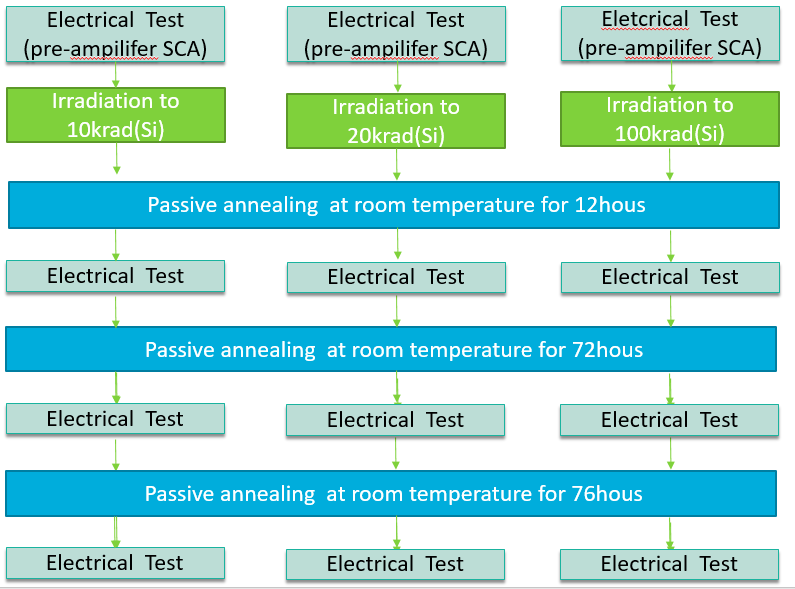 Electrical Test
(pre-ampilifer SCA)
Electrical Test
(pre-ampilifer SCA)
Eletcrical Test
(pre-ampilifer SCA)
Irradiation to
10krad(Si)
Irradiation to
20krad(Si)
Irradiation to
100krad(Si)
Passive annealing at room temperature for 12hous
Electrical Test
Electrical Test
Electrical Test
Passive annealing at room temperature for 72hous
Electrical Test
Electrical Test
Electrical Test
Passive annealing at room temperature for 76hous
Electrical Test
Electrical Test
Electrical Test